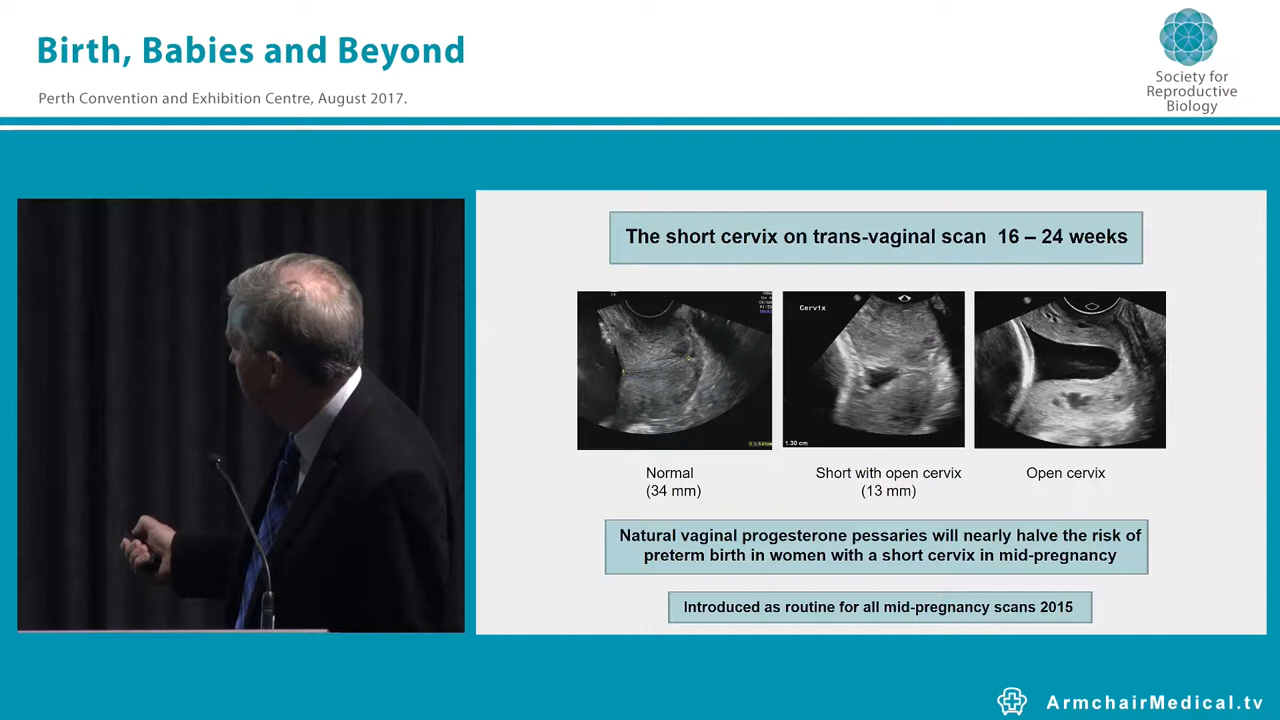 Birth, Babies and Beyond
Perth Convention and Exhibition Centre, August 2017.
Society for
Reproductive
Biology
The short cervix on trans-vaginal scan 16 – 24 weeks
Cervix
1.30 cm
Normal
(34 mm)
Short with open cervix
(13 mm)
Open cervix
Natural vaginal progesterone pessaries will nearly halve the risk of
preterm birth in women with a short cervix in mid-pregnancy
Introduced as routine for all mid-pregnancy scans 2015
ArmchairMedical.tv